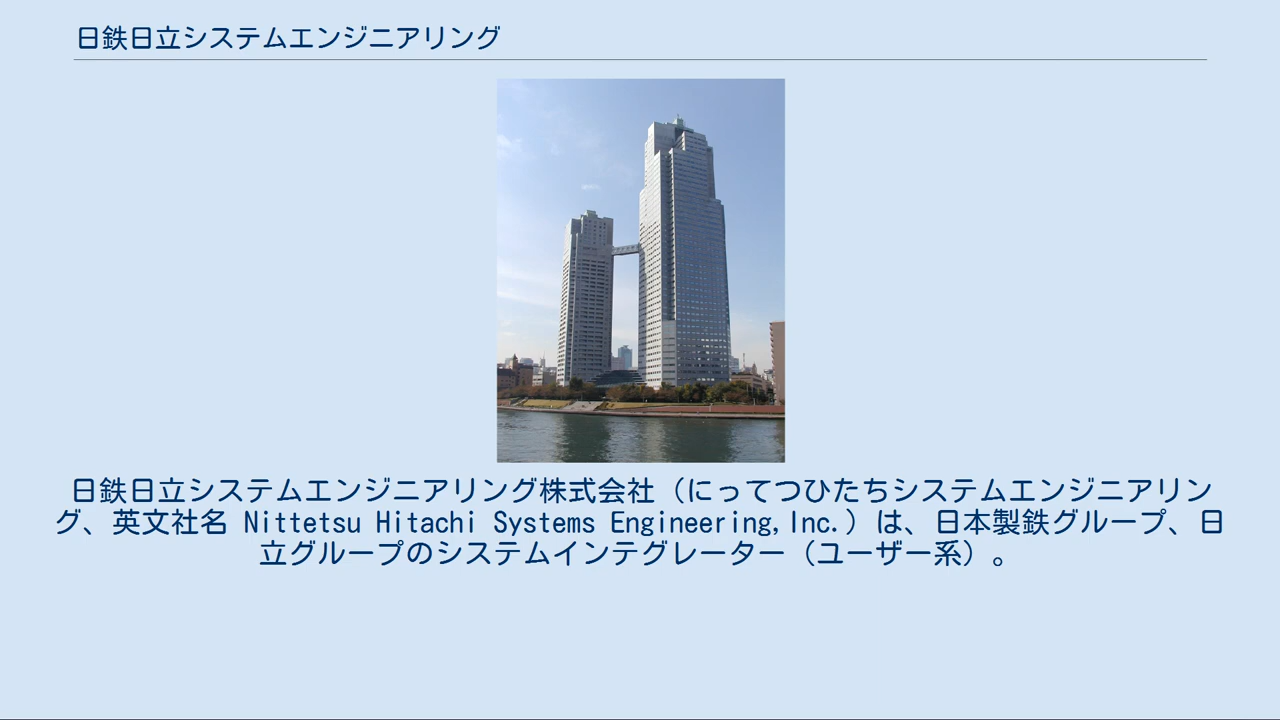 日鉄日立システムエンジニアリング
日鉄日立システムエンジニアリング株式会社（にってつひたちシステムエンジニアリン
グ、英文社名 Nittetsu Hitachi Systems Engineering,Inc.）は、日本製鉄グループ、日
立グループのシステムインテグレーター（ユーザー系）。